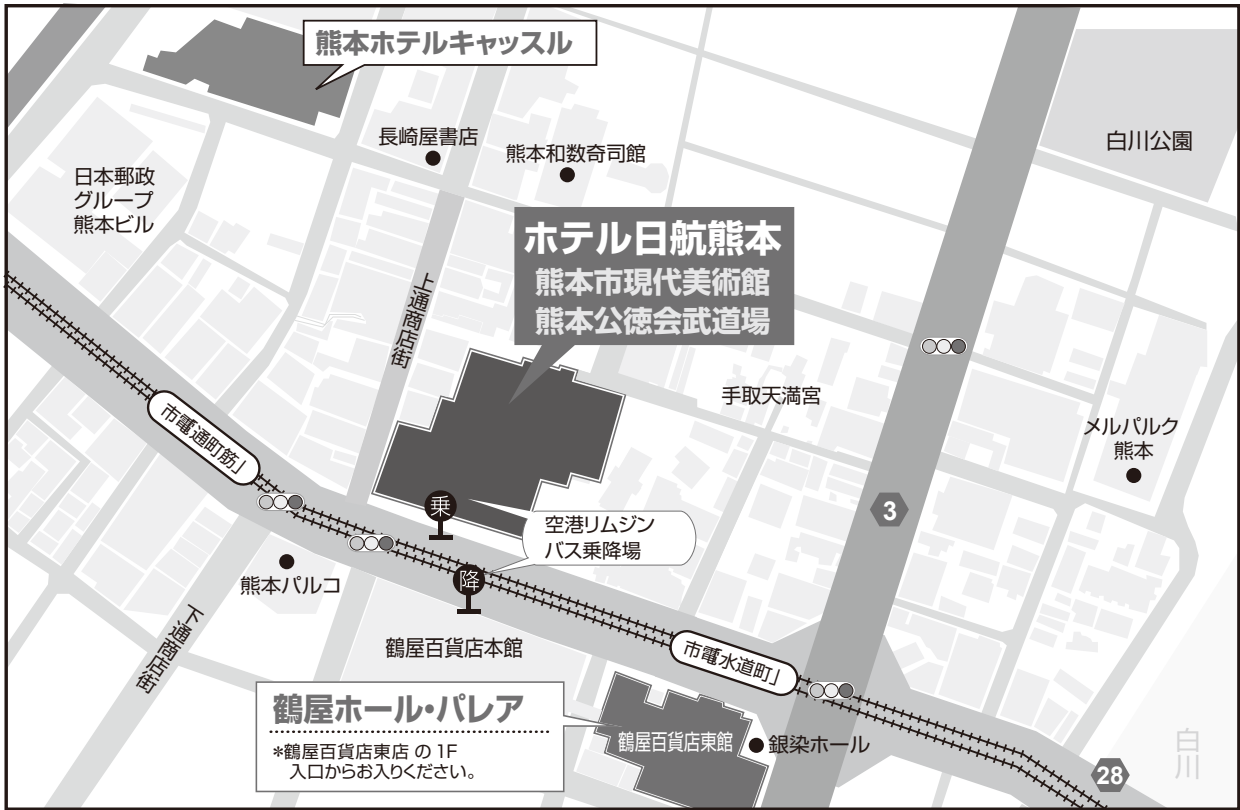 熊本ホテルキャッスル
長崎屋書店
熊本和数奇司館
白川公園
日本郵政
グループ
熊本ビル
ホテル日航熊本
熊本市現代美術館
熊本公徳会武道場
上通商店街
手取天満宮
メルパルク
熊本
市電通町筋」
3
乗
空港リムジン
バス乗降場
降
熊本パルコ
下通商店街
鶴屋百貨店本館
市電水道町」
鶴屋ホール・パレア
*鶴屋百貨店東店 の 1F
入口からお入りください。
鶴屋百貨店東館
銀染ホール
28
白川